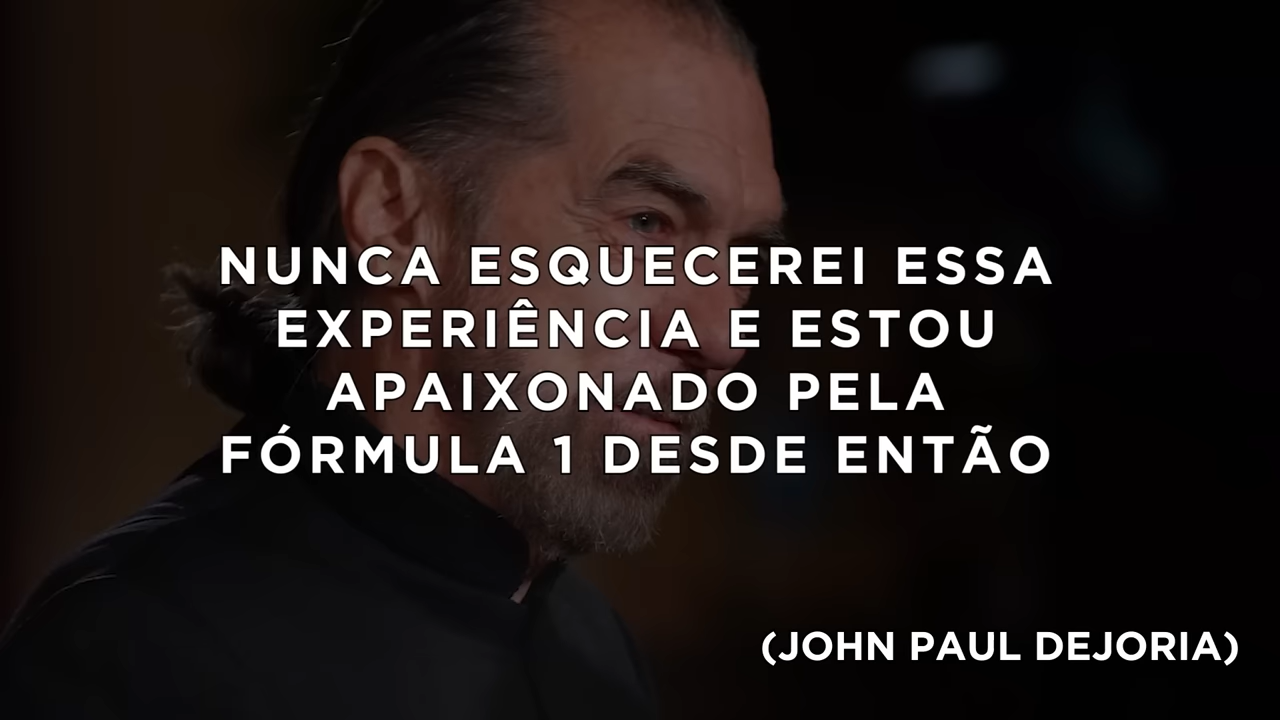 NUNCA ESQUECEREI ESSA
EXPERIÊNCIA E ESTOU
APAIXONADO PELA
FÓRMULA 1 DESDE ENTÃO
(JOHN PAUL DEJORIA)